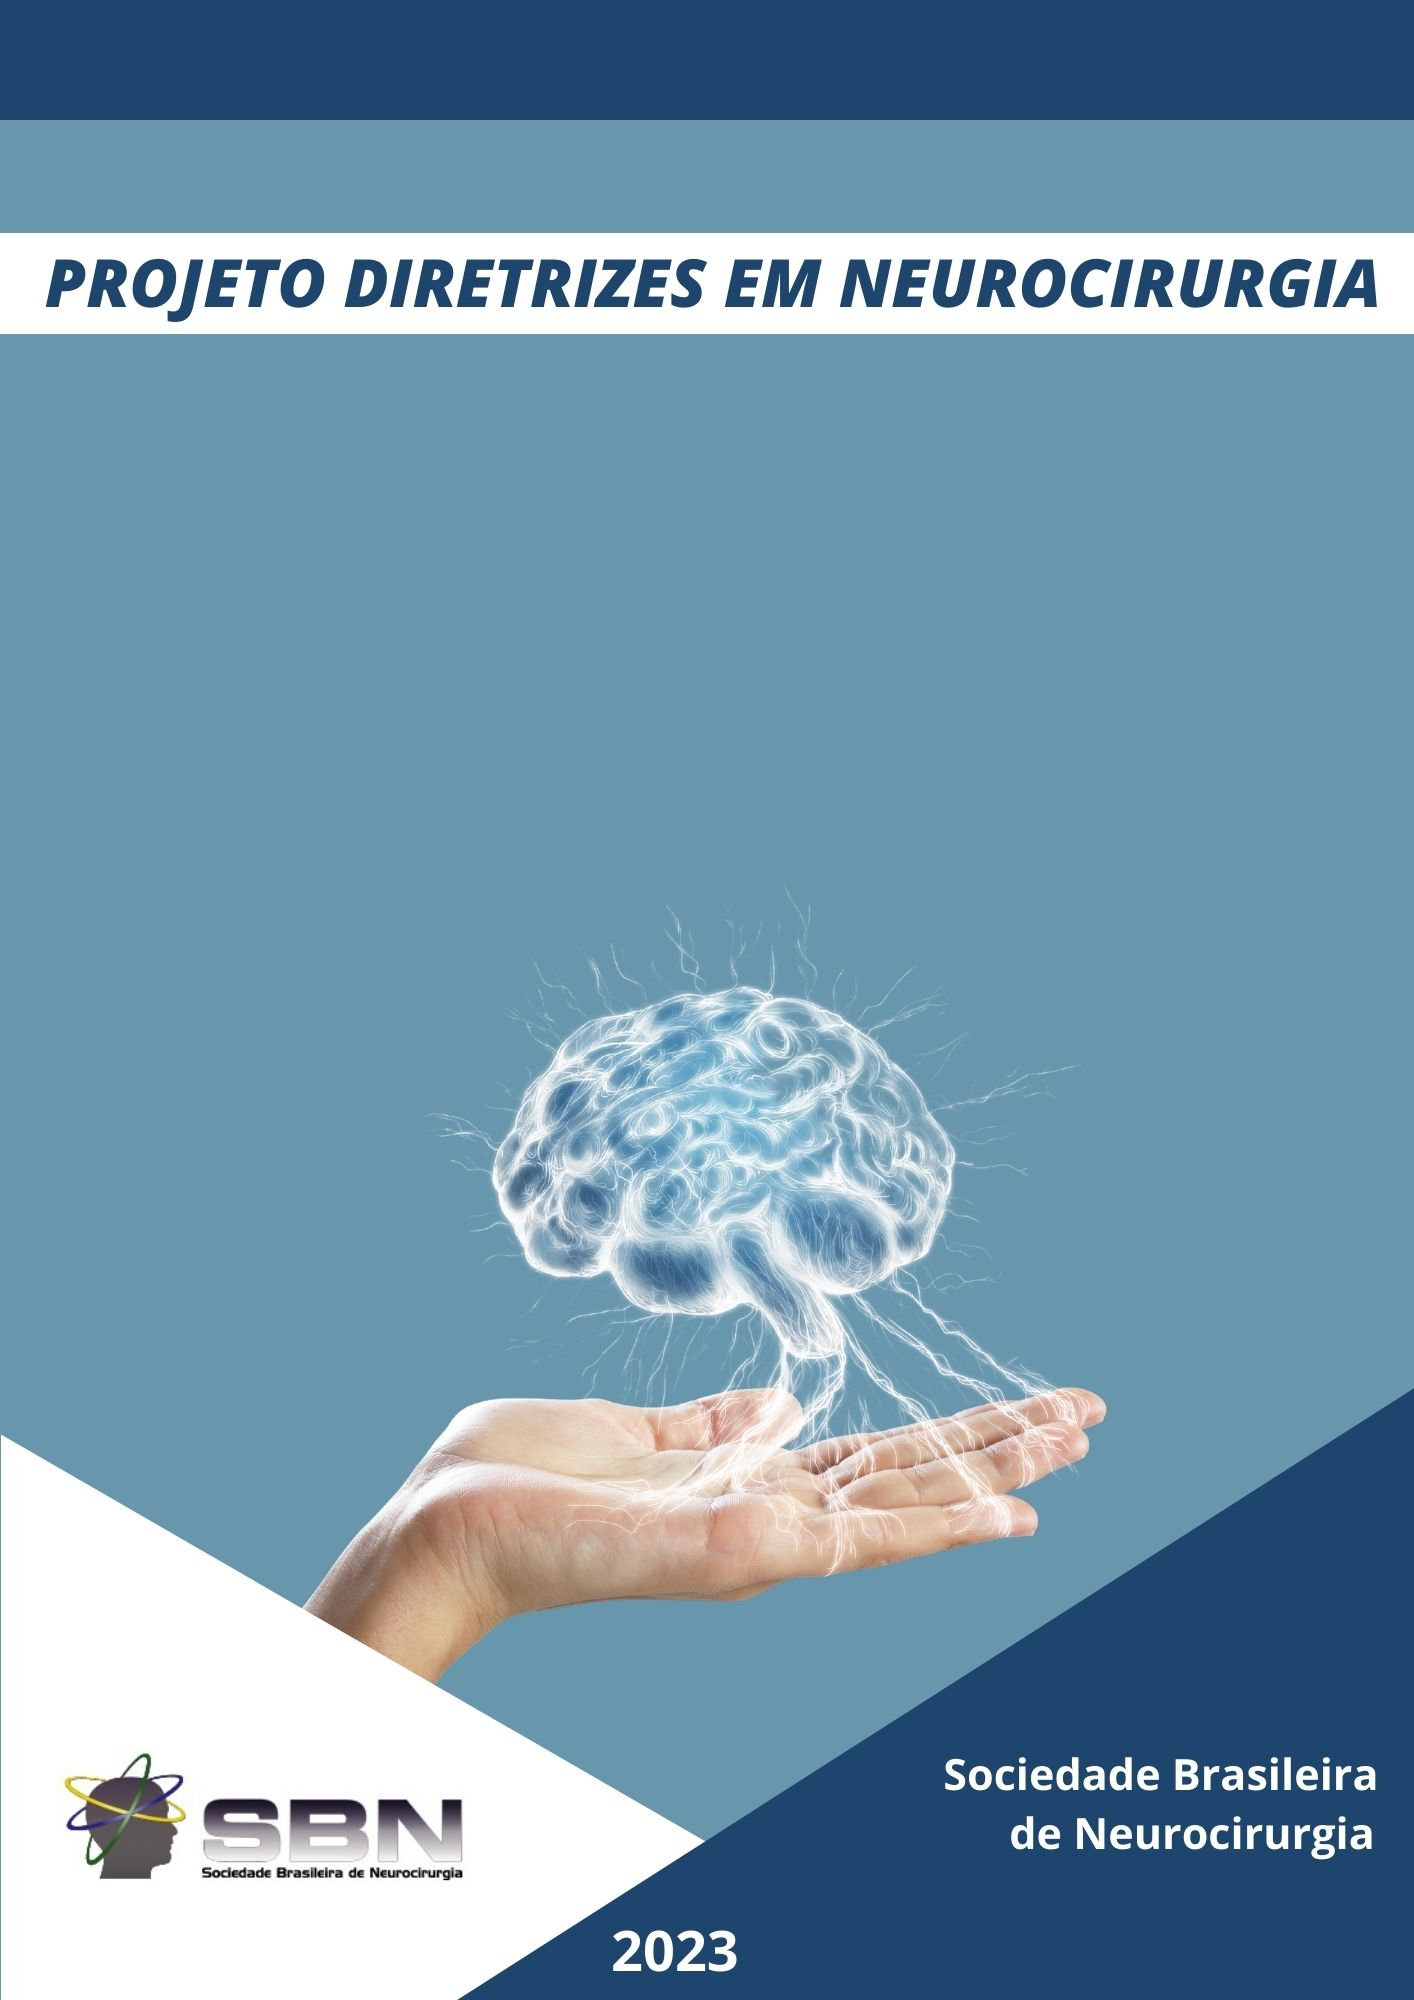 PROJETO DIRETRIZES EM NEUROCIRURGIA
SBN
Sociedade Brasileira de Neurocirurgia
Sociedade Brasileira
de Neurocirurgia
2023